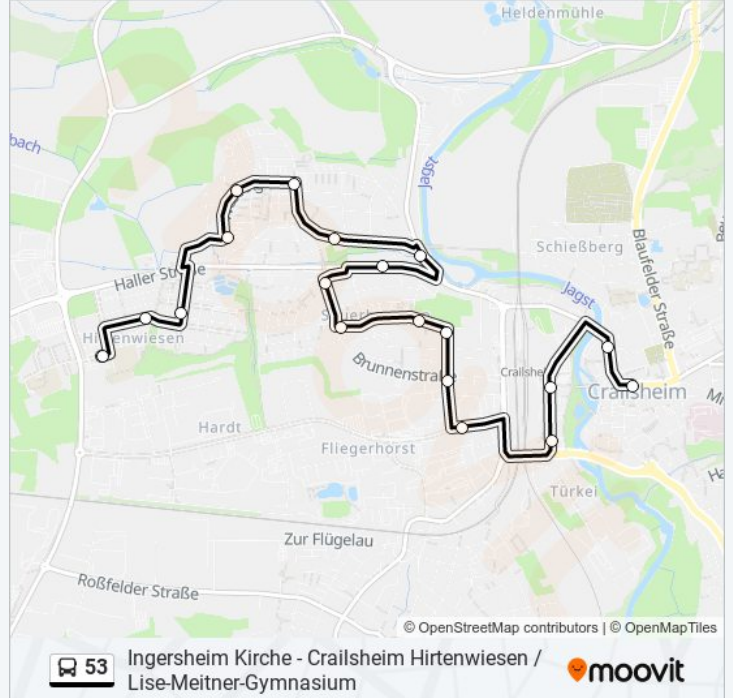 Heldenmühle
bach
Jagst
Schießberg
Blaufelder Straße
Haller Straße
Jagst
Hirtenwiesen
Brunnenstraße
Crailshe
Crailsheim
Hardt
Fliegerhorst
Türkei
Zur Flügelau
Roßfelder Straße
© OpenStreetMap contributors | © OpenMapTiles
53
Ingersheim Kirche - Crailsheim Hirtenwiesen /
Lise-Meitner-Gymnasium
moovit